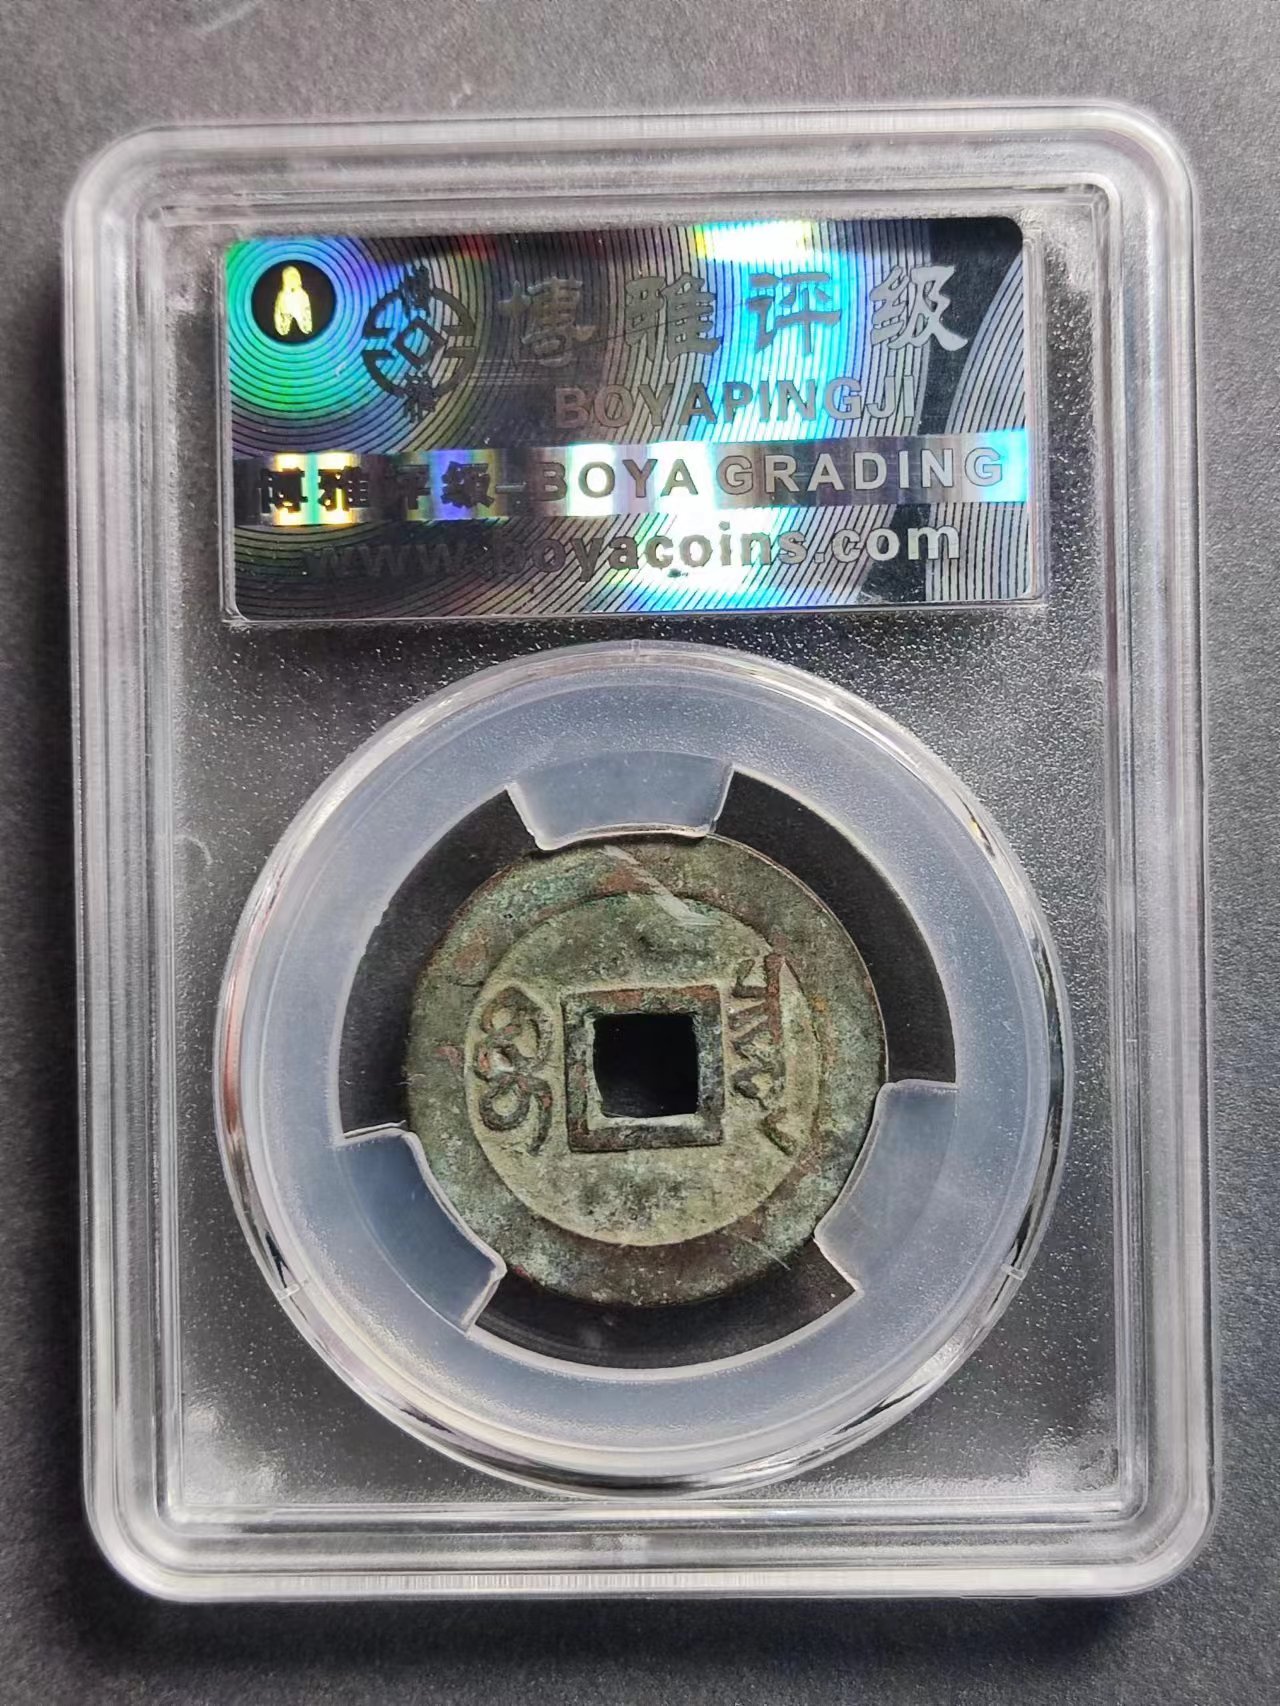 博雅评级
BOYAPINGJI
博雅评级-BOYA GRADING
www.boyacoins.com